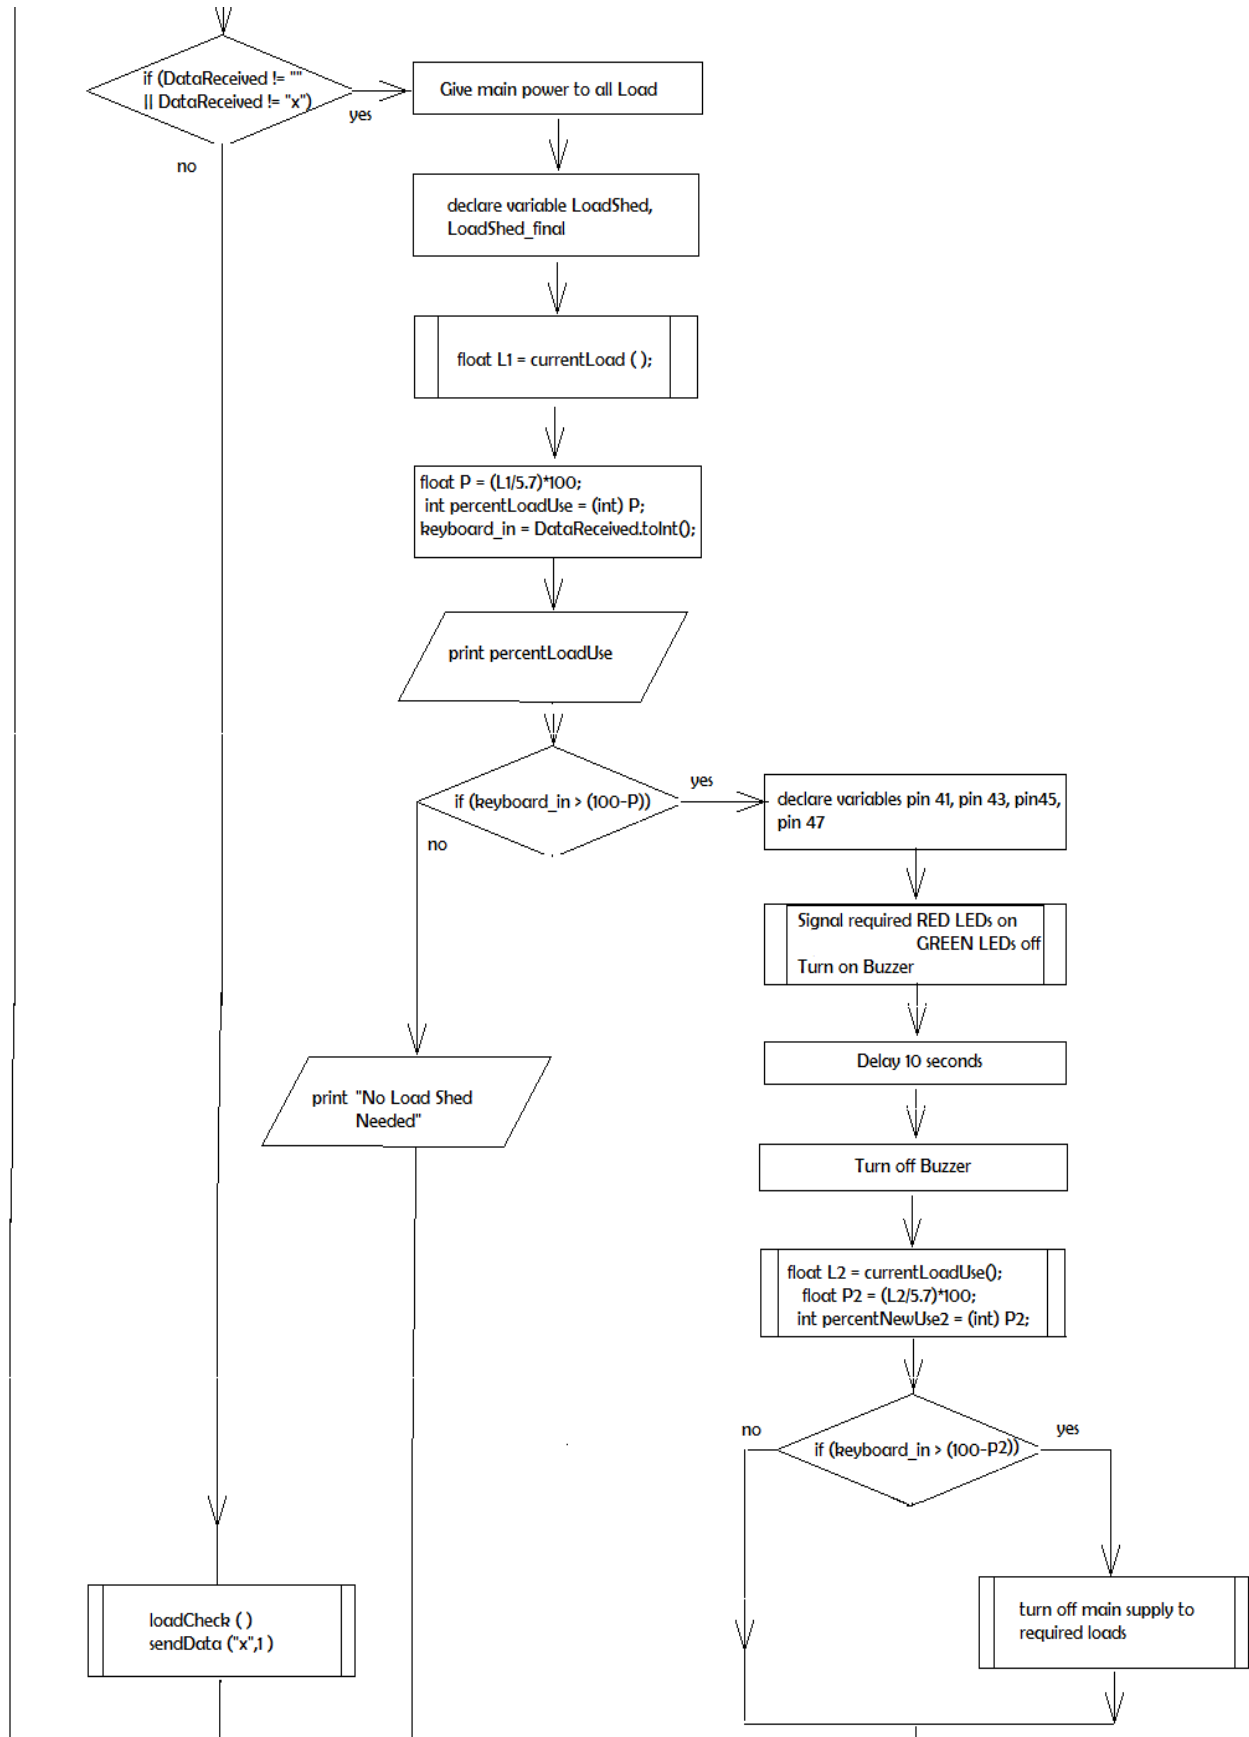 if (DataReceived != ""
|| DataReceived != "x")
yes
no
Give main power to all Load
declare variable LoadShed,
LoadShed_final
float L1 = currentLoad ( );
float P = (L1/5.7)*100;
int percentLoadUse = (int) P;
keyboard_in = DataReceived.toInt();
print percentLoadUse
if (keyboard_in > (100-P))
yes
no
declare variables pin 41, pin 43, pin45,
pin 47
Signal required RED LEDs on
GREEN LEDs off
Turn on Buzzer
Delay 10 seconds
print "No Load Shed
Needed"
Turn off Buzzer
float L2 = currentLoadUse();
float P2 = (L2/5.7)*100;
int percentNewUse2 = (int) P2;
no
yes
if (keyboard_in > (100-P2))
loadCheck ( )
sendData ("x",1 )
turn off main supply to
required loads